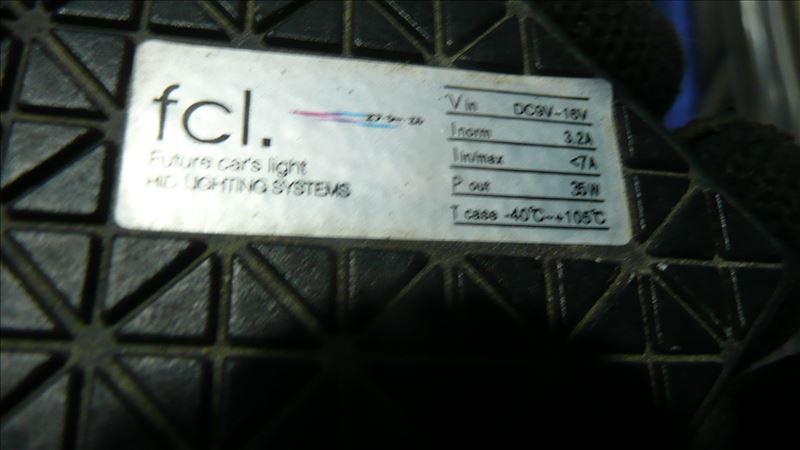 fcl.
Future car's light
HID LIGHTING SYSTEMS
V in DC9V~16V
I norm 3.2A
I in/max <7A
P out 35W
T case -40℃~+105℃